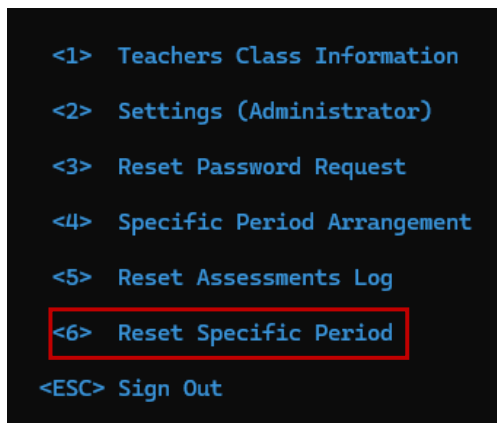 <1> Teachers Class Information
<2> Settings (Administrator)
<3> Reset Password Request
<4> Specific Period Arrangement
<5> Reset Assessments Log
<6> Reset Specific Period
<ESC> Sign Out